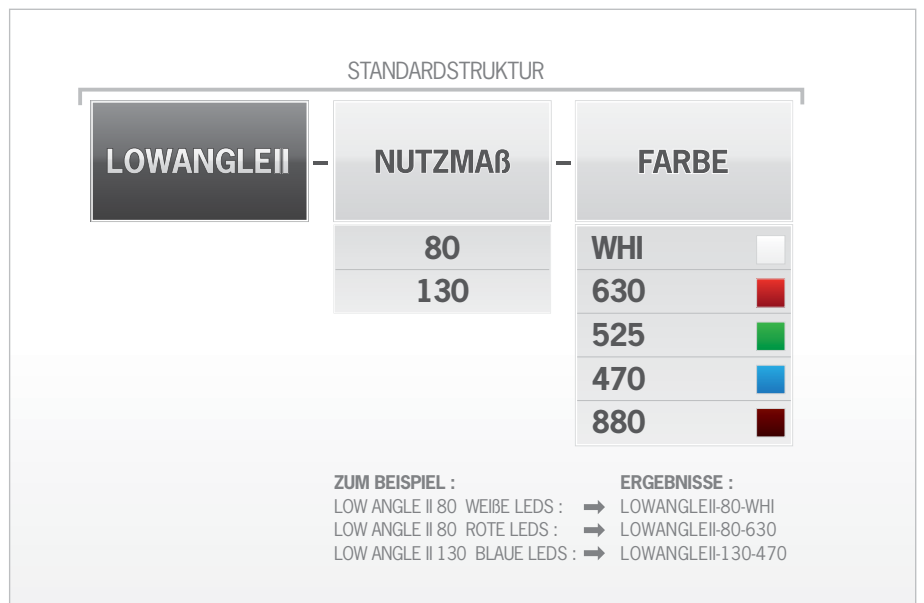 STANDARDSTRUKTUR
LOWANGLEII - NUTZMAß - FARBE
80
130
WHI
630
525
470
880
ZUM BEISPIEL : ERGEBNISSE :
LOW ANGLE II 80 WEIßE LEDS : ➡ LOWANGLEII-80-WHI
LOW ANGLE II 80 ROTE LEDS : ➡ LOWANGLEII-80-630
LOW ANGLE II 130 BLAUE LEDS : ➡ LOWANGLEII-130-470